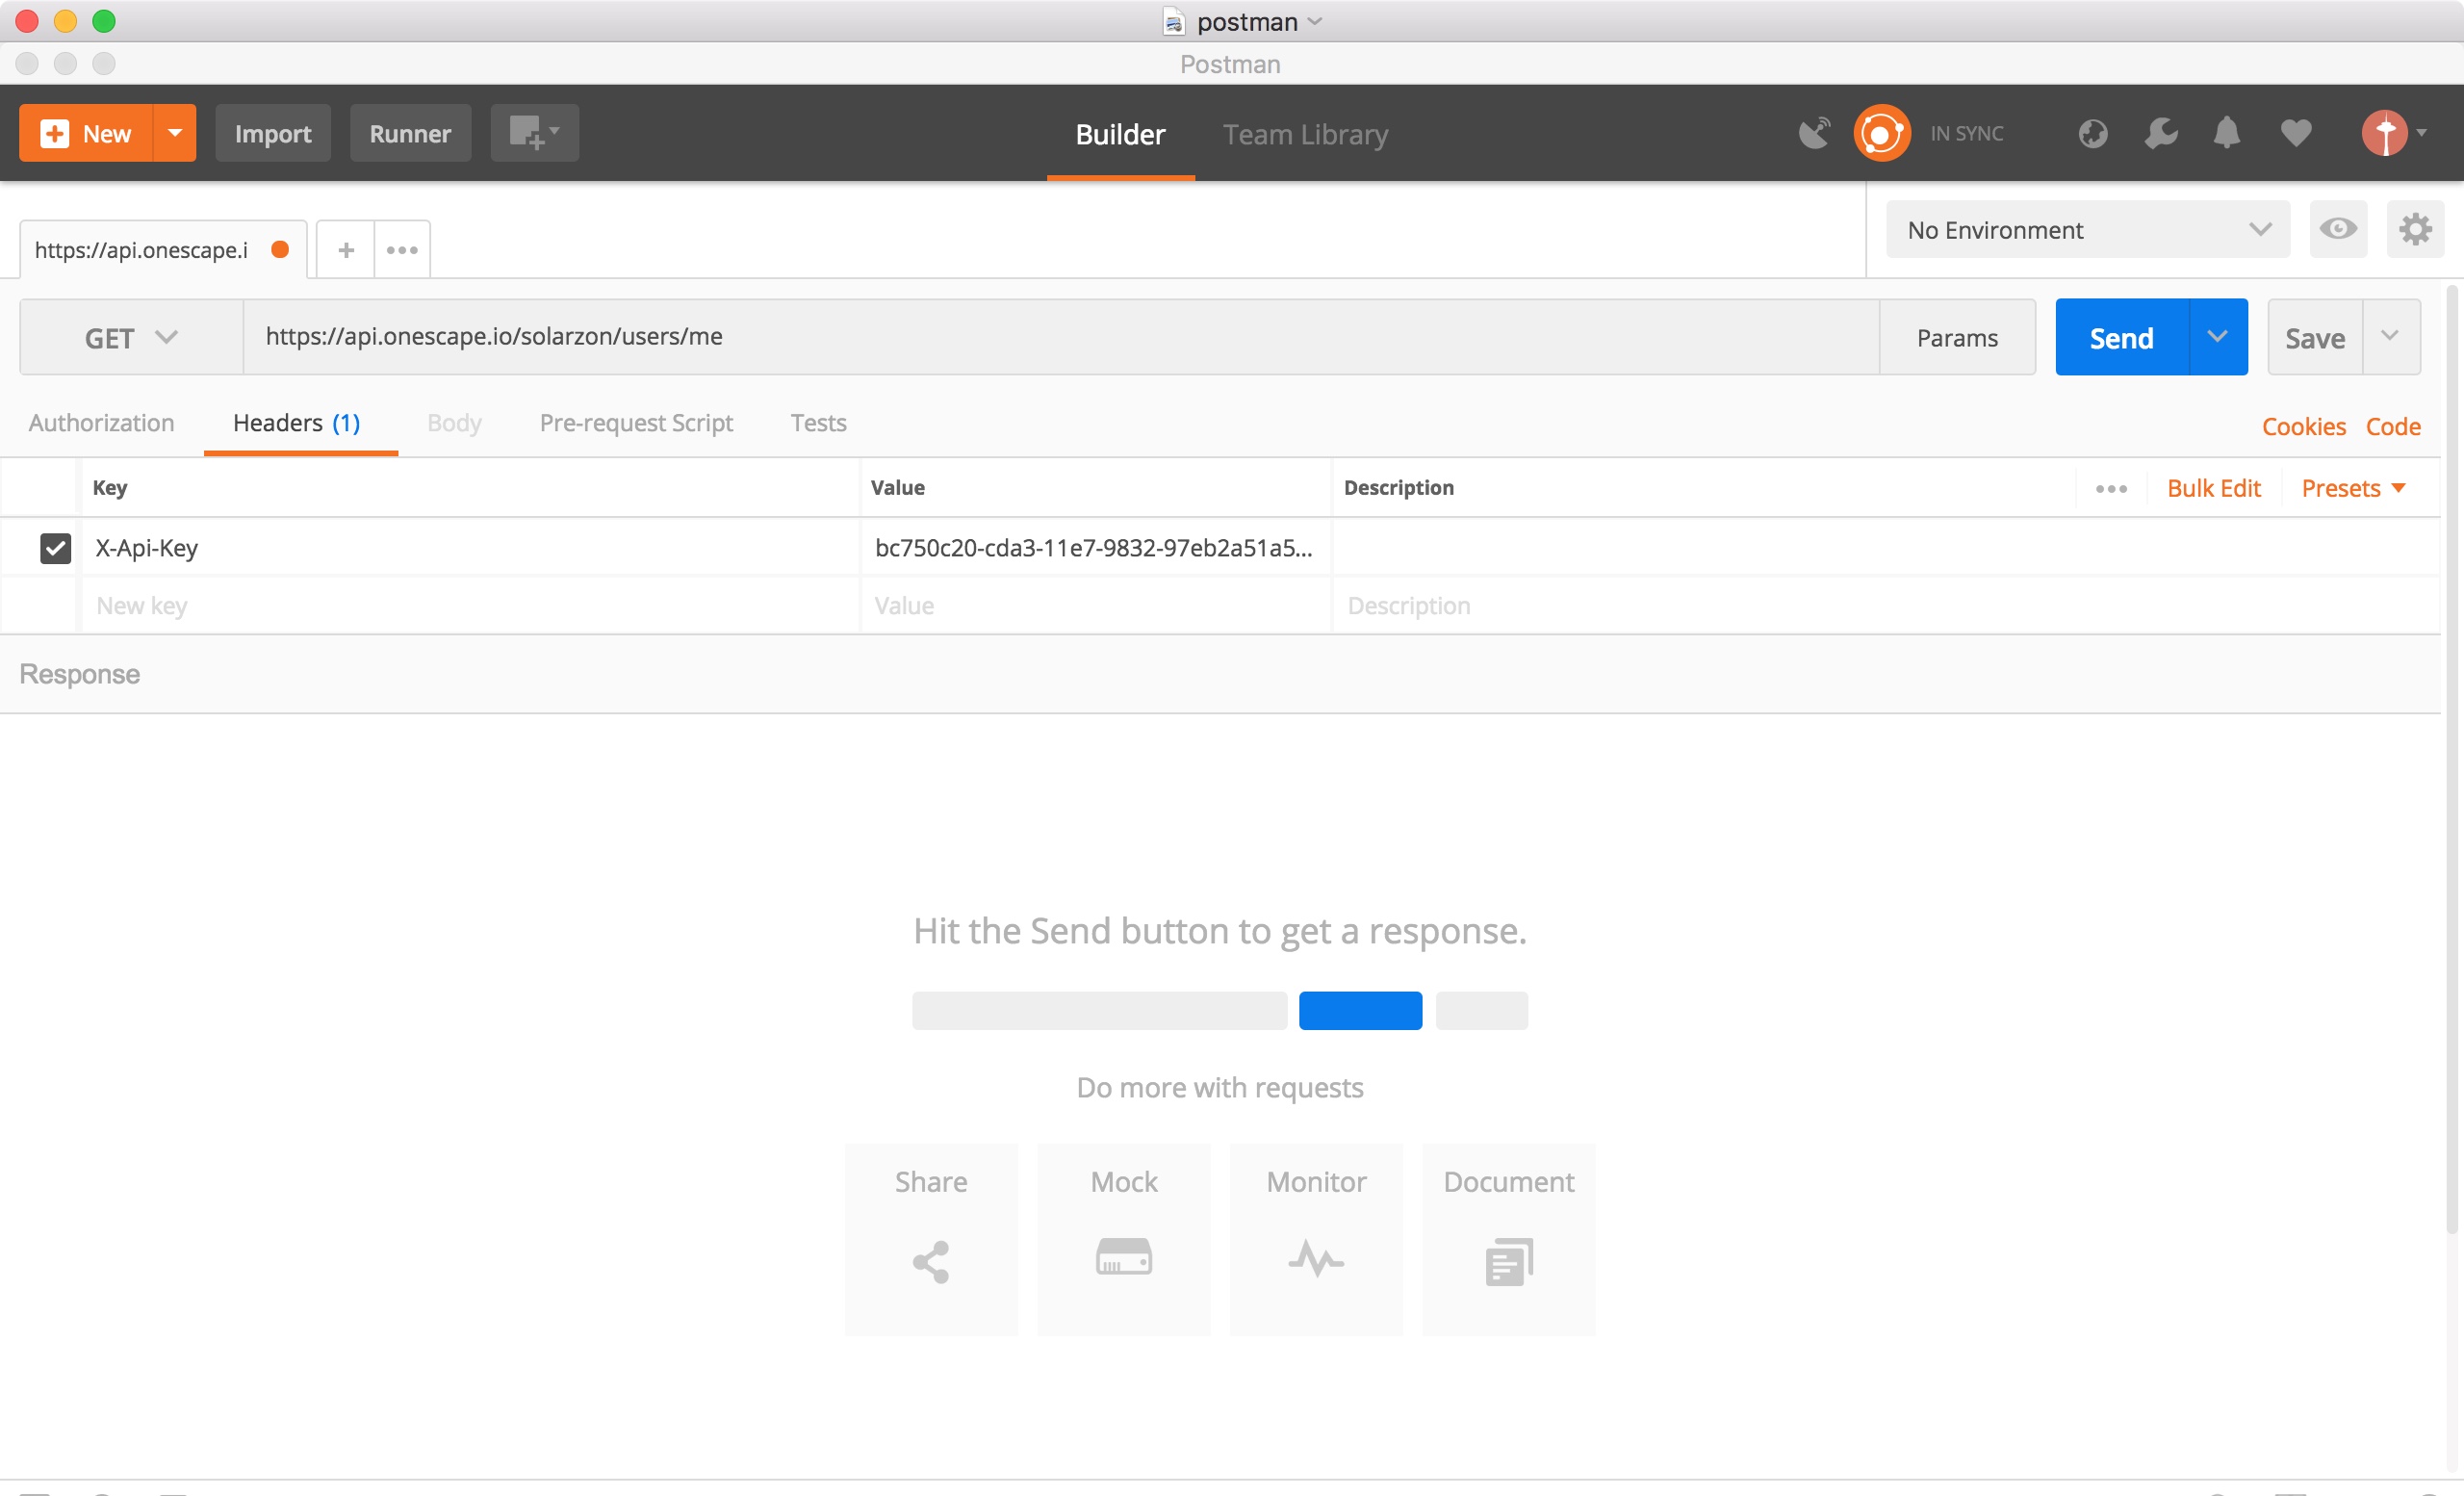 postman
Postman
New
Import
Runner
Builder
Team Library
IN SYNC
https://api.onescape.i
No Environment
GET
https://api.onescape.io/solarzon/users/me
Params
Send
Save
Authorization
Headers (1)
Body
Pre-request Script
Tests
Cookies
Code
Key
Value
Description
Bulk Edit
Presets
X-Api-Key
bc750c20-cda3-11e7-9832-97eb2a51a5...
New key
Value
Description
Response
Hit the Send button to get a response.
Do more with requests
Share
Mock
Monitor
Document